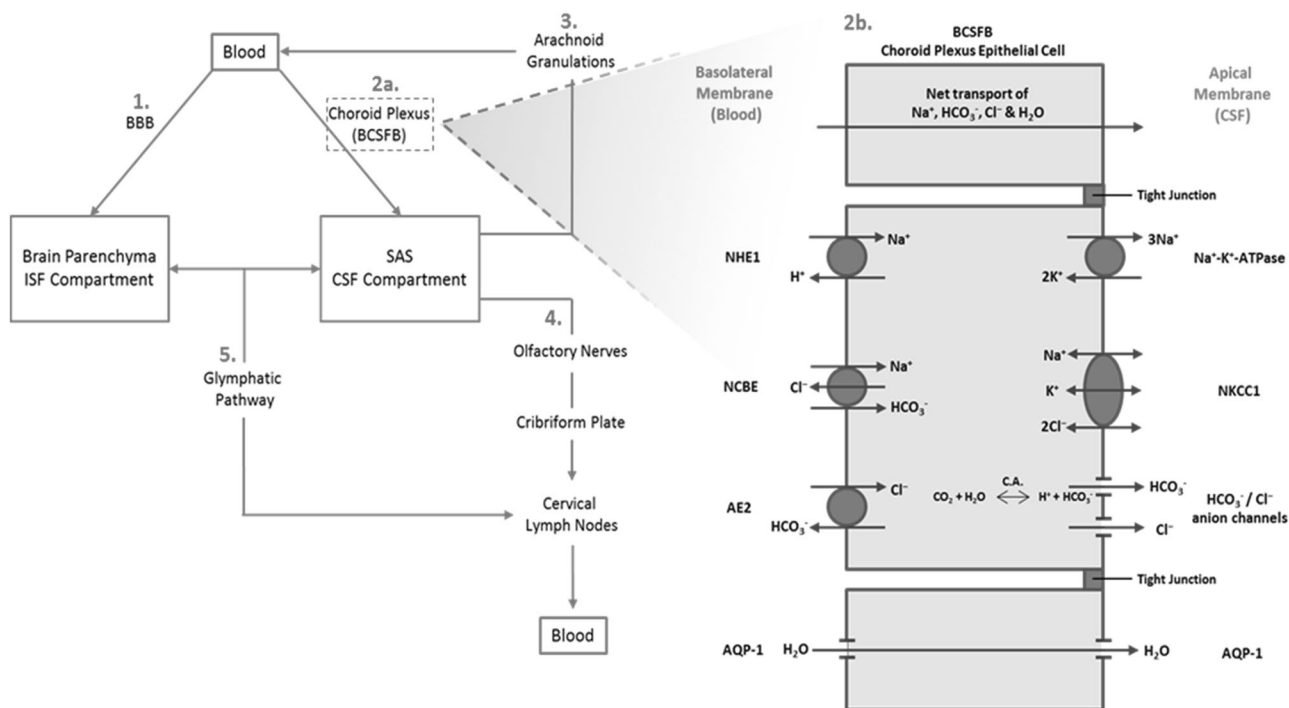 3.
Arachnoid
Granulations
Blood
2a.
Choroid Plexus
(BCSFB)
1.
BBB
Brain Parenchyma
ISF Compartment
SAS
CSF Compartment
4.
Olfactory Nerves
5.
Glymphatic
Pathway
Cribriform Plate
Cervical
Lymph Nodes
Blood
2b.
BCSFB
Choroid Plexus Epithelial Cell
Basolateral
Membrane
(Blood)
Apical
Membrane
(CSF)
Net transport of
Na⁺, HCO₃⁻, Cl⁻ & H₂O
Tight Junction
NHE1
Na⁺
H⁺
3Na⁺
2K⁺
Na⁺-K⁺-ATPase
NCBE
Na⁺
Cl⁻
HCO₃⁻
Na⁺
K⁺
2Cl⁻
NKCC1
AE2
Cl⁻
HCO₃⁻
C.A.
CO₂ + H₂O ⟺ H⁺ + HCO₃⁻
HCO₃⁻
Cl⁻
HCO₃⁻ / Cl⁻
anion channels
Tight Junction
AQP-1 H₂O
H₂O AQP-1